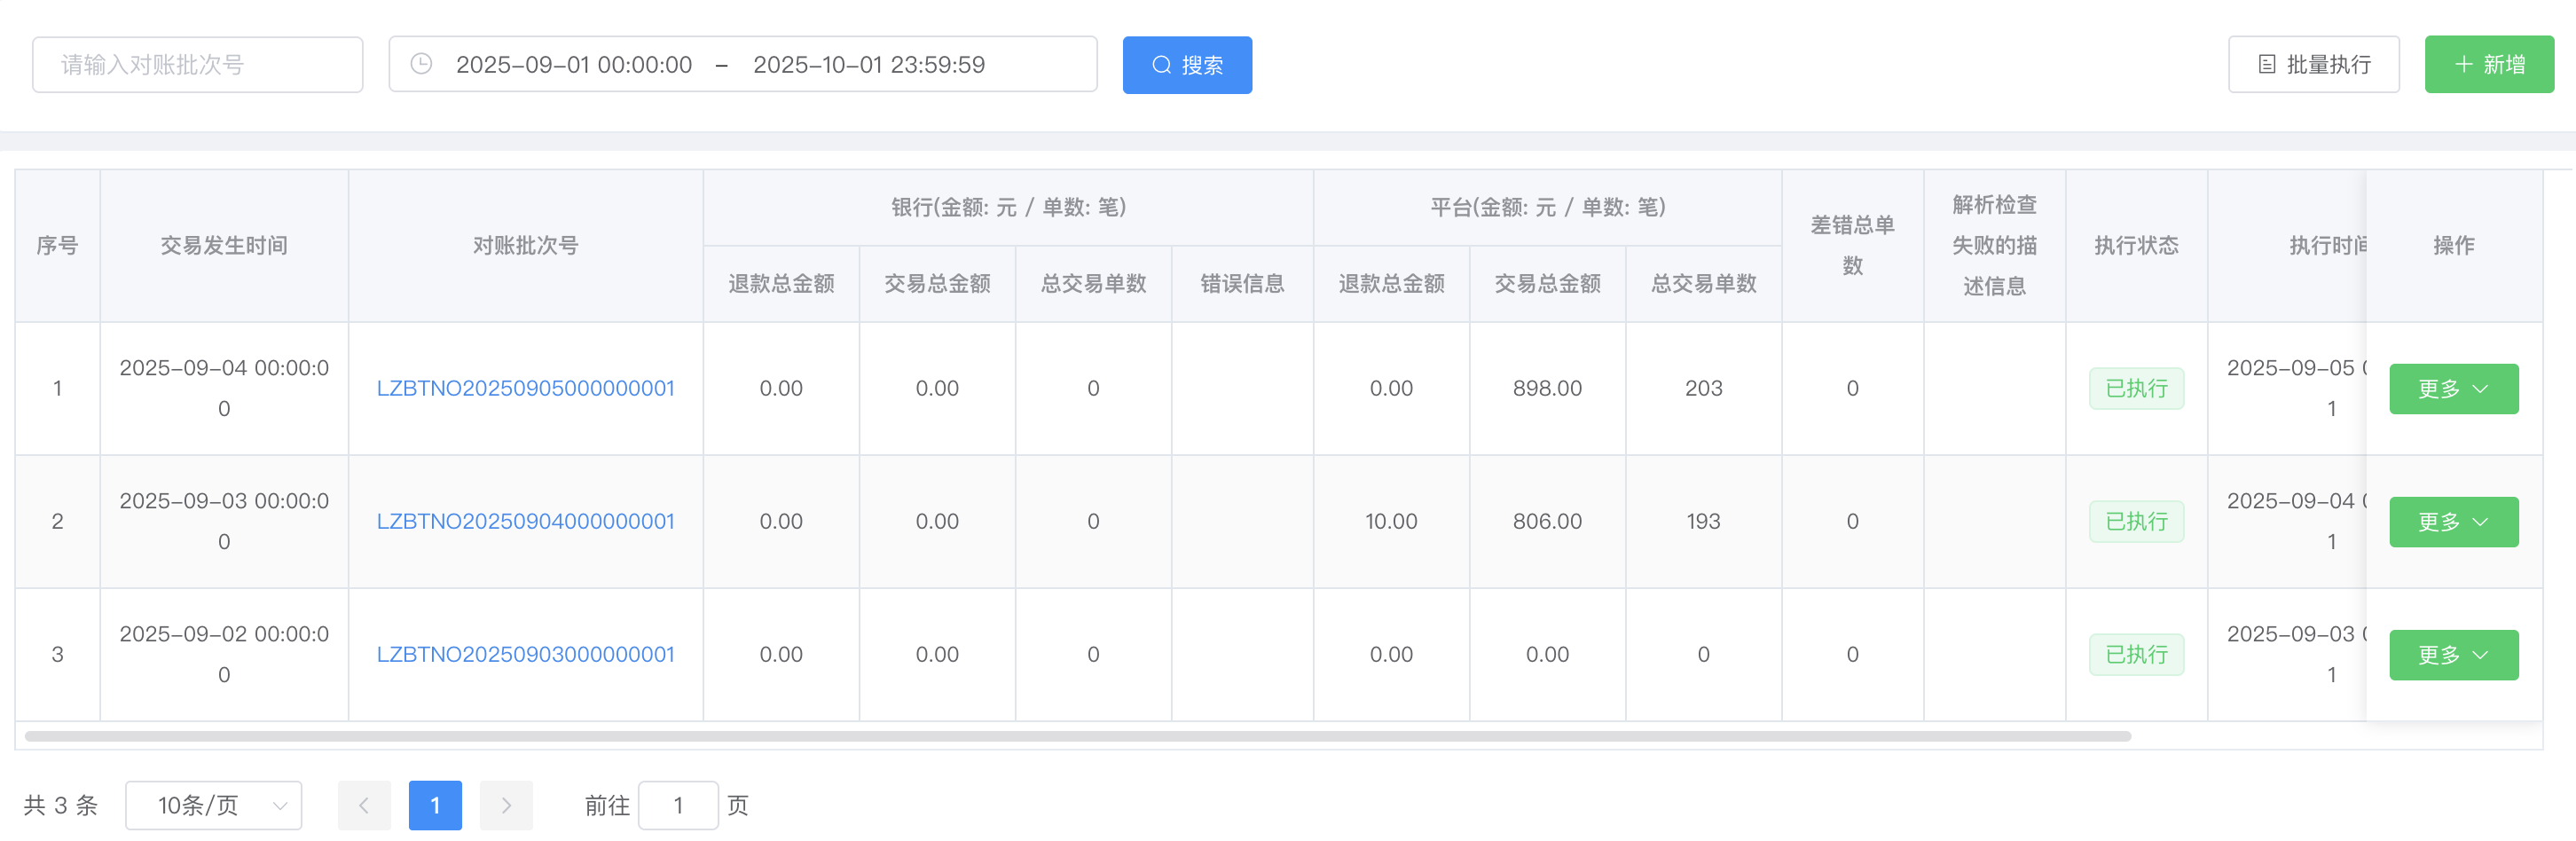 请输入对账批次号
2025-09-01 00:00:00 - 2025-10-01 23:59:59
搜索
批量执行
新增
序号 交易发生时间 对账批次号 银行(金额: 元 / 单数: 笔) 平台(金额: 元 / 单数: 笔) 差错总单数 解析检查失败的描述信息 执行状态 执行时间 操作
退款总金额 交易总金额 总交易单数 错误信息 退款总金额 交易总金额 总交易单数
1 2025-09-04 00:00:00 LZBTNO20250905000000001 0.00 0.00 0 0.00 898.00 203 0 已执行 2025-09-05 1 更多
2 2025-09-03 00:00:00 LZBTNO20250904000000001 0.00 0.00 0 10.00 806.00 193 0 已执行 2025-09-04 1 更多
3 2025-09-02 00:00:00 LZBTNO20250903000000001 0.00 0.00 0 0.00 0.00 0 0 已执行 2025-09-03 1 更多
共 3 条 10条/页 1 前往 1 页